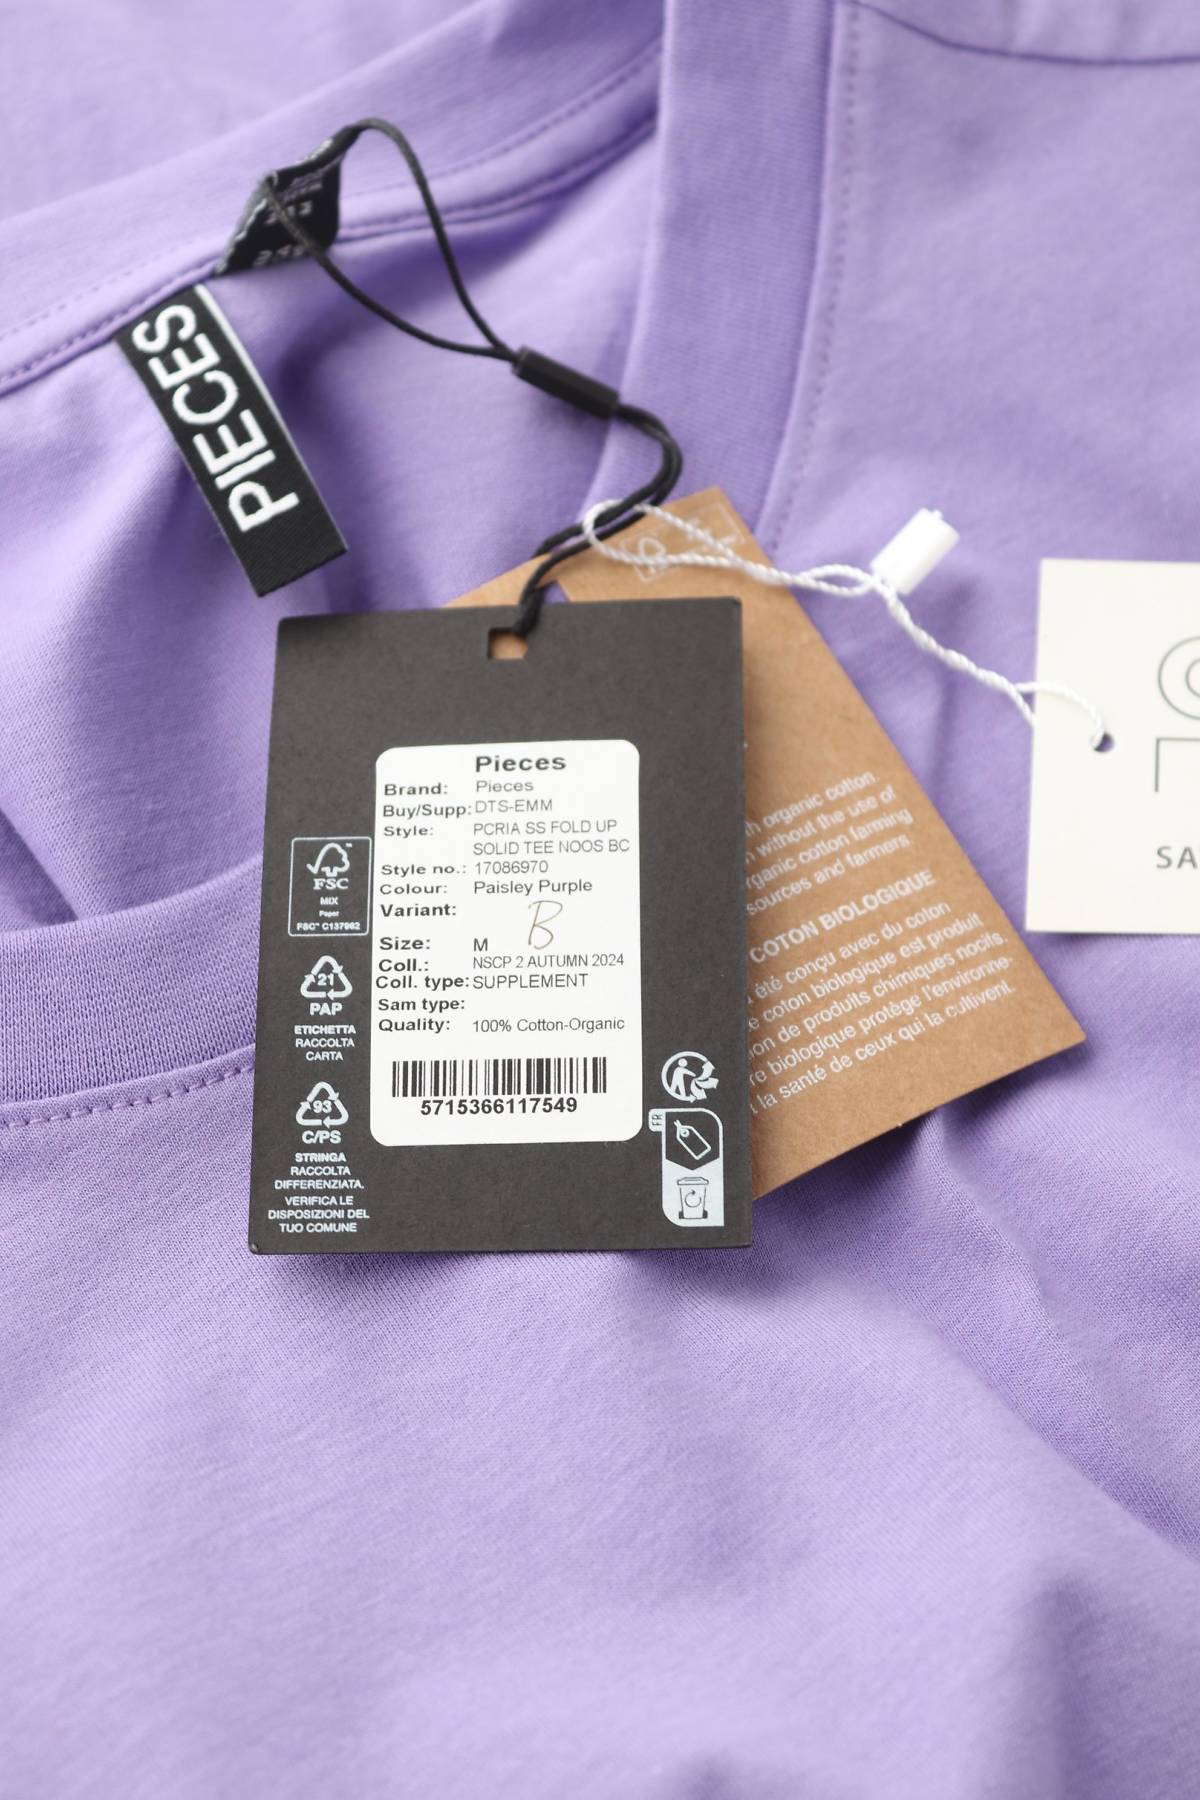 PIECES
Pieces
Brand: Pieces
Buy/Supp: DTS-EMM
Style: PCRIA SS FOLD UP
SOLID TEE NOOS BC
Style no.: 17086970
Colour: Paisley Purple
Variant:
B
Size: M
Coll.: NSCP 2 AUTUMN 2024
Coll. type: SUPPLEMENT
Sam type:
Quality: 100% Cotton-Organic
5715366117549
FSC
MIX
Paper
FSC™ C137982
21
PAP
ETICHETTA
RACCOLTA
CARTA
93
C/PS
STRINGA
RACCOLTA
DIFFERENZIATA.
VERIFICA LE
DISPOSIZIONI DEL
TUO COMUNE
FR
organic cotton.
without the use of
organic cotton farming
farmers.
COTON BIOLOGIQUE
été conçu avec du coton
coton biologique est produit
de produits chimiques nocifs.
biologique protège l'environne-
la santé de ceux qui la cultivent.
SA